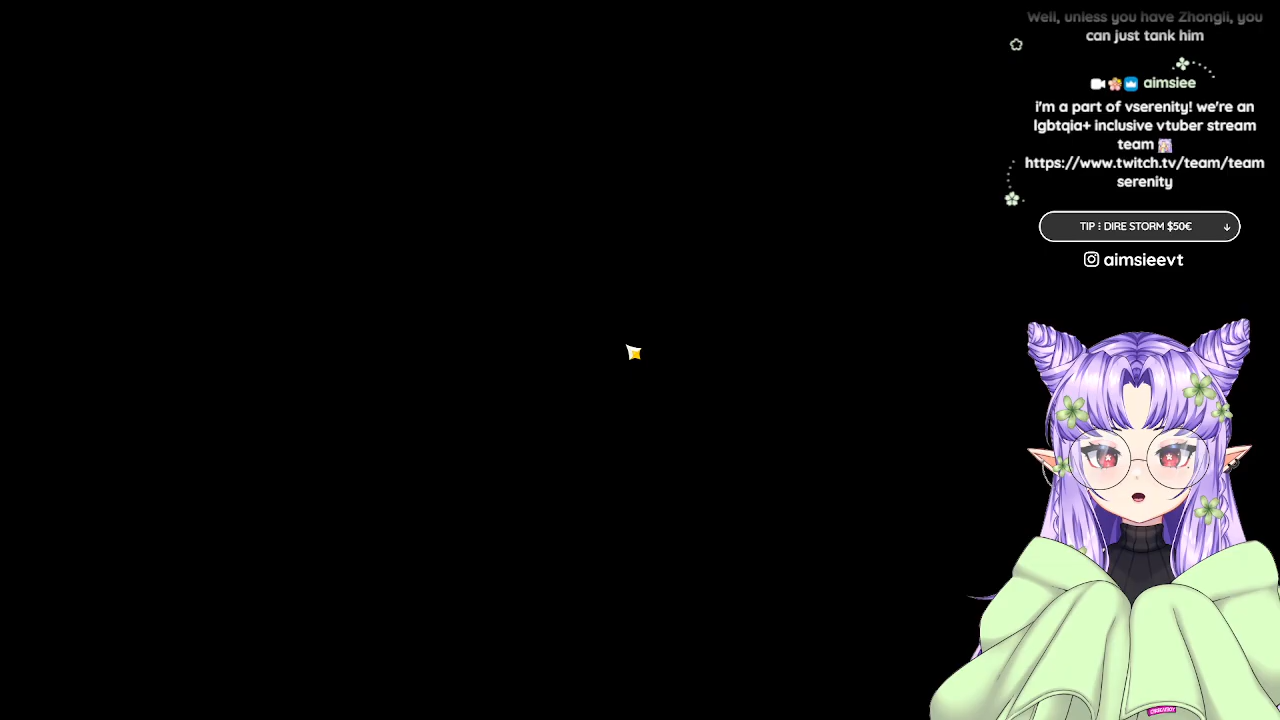 Well, unless you have Zhongli, you
can just tank him
aimsiee
i'm a part of vserenity! we're an
lgbtqia+ inclusive vtuber stream
team
https://www.twitch.tv/team/team
serenity
TIP : DIRE STORM $50€
aimsieevt